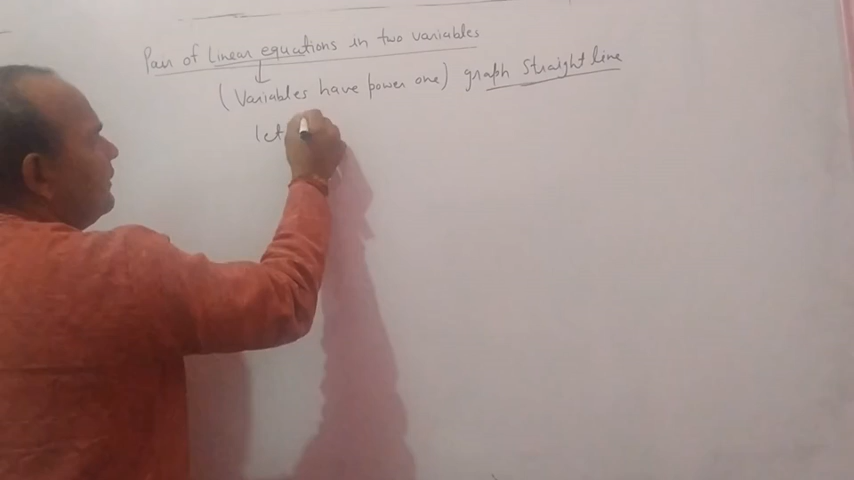 Pair of linear equations in two variables
(Variables have power one) graph straight line
let